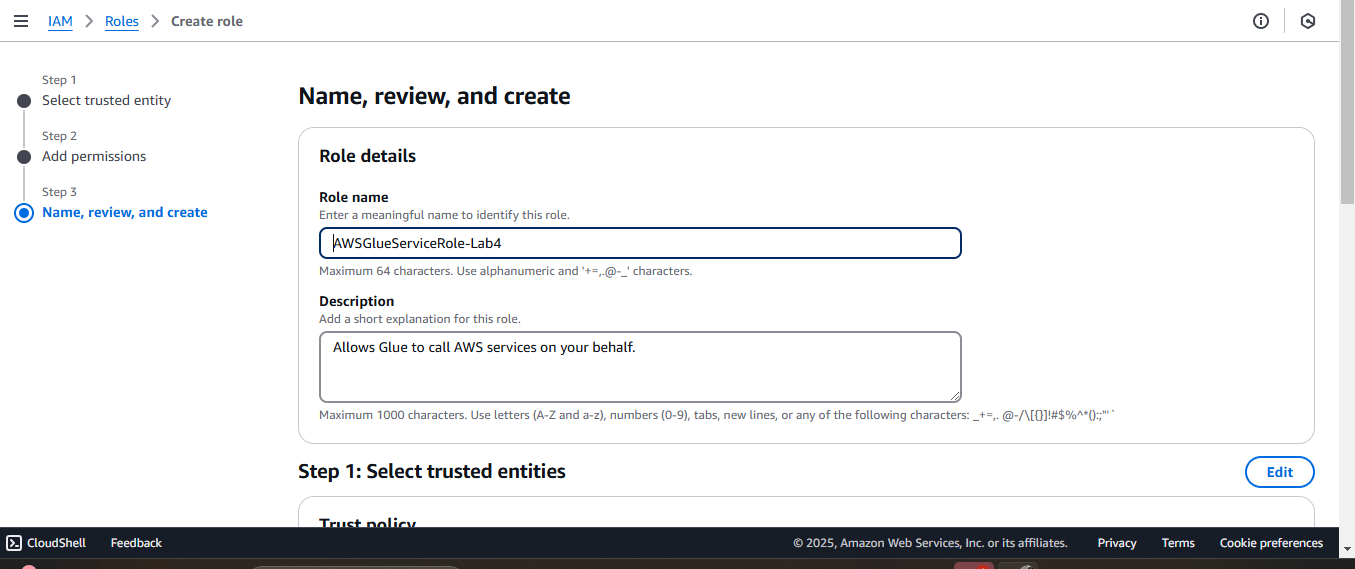 IAM > Roles > Create role
Step 1
Select trusted entity
Step 2
Add permissions
Step 3
Name, review, and create
Name, review, and create
Role details
Role name
Enter a meaningful name to identify this role.
AWSGlueServiceRole-Lab4
Maximum 64 characters. Use alphanumeric and '+=,.@-_' characters.
Description
Add a short explanation for this role.
Allows Glue to call AWS services on your behalf.
Maximum 1000 characters. Use letters (A-Z and a-z), numbers (0-9), tabs, new lines, or any of the following characters: _+=,. @-/\[{}]!#$%^*();:"'`
Step 1: Select trusted entities
Edit
Trust policy
CloudShell Feedback © 2025, Amazon Web Services, Inc. or its affiliates. Privacy Terms Cookie preferences